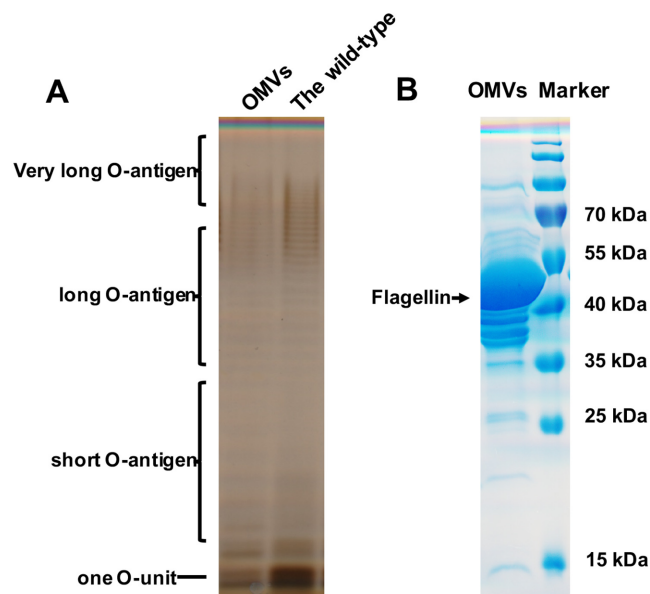 A
OMVs
The wild-type
Very long O-antigen
long O-antigen
short O-antigen
one O-unit
B
OMVs Marker
70 kDa
55 kDa
Flagellin
40 kDa
35 kDa
25 kDa
15 kDa